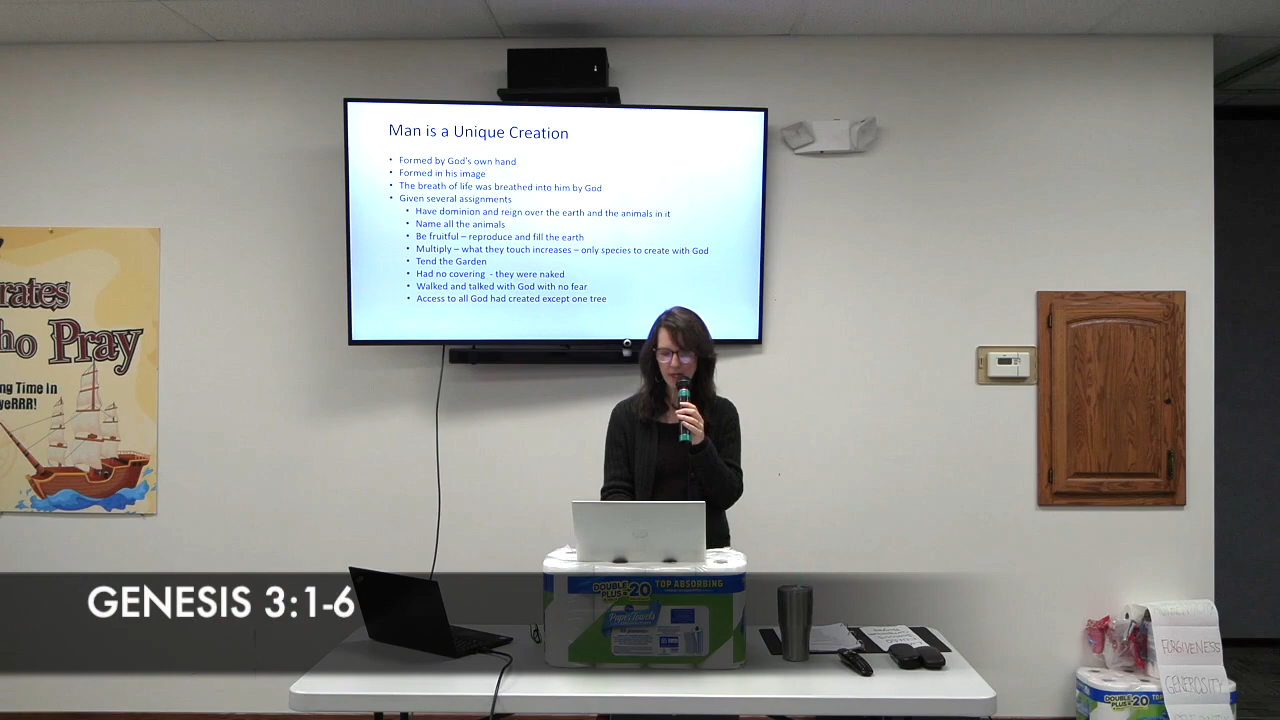 Man is a Unique Creation
• Formed by God's own hand
• Formed in his image
• The breath of life was breathed into him by God
• Given several assignments
• Have dominion and reign over the earth and the animals in it
• Name all the animals
• Be fruitful – reproduce and fill the earth
• Multiply – what they touch increases – only species to create with God
• Tend the Garden
• Had no covering - they were naked
• Walked and talked with God with no fear
• Access to all God had created except one tree
rates
ho Pray
ng Time In
yeRRR!
GENESIS 3:1-6
DOUBLE PLUS 20
TOP ABSORBING
Paper Towels
FORGIVENESS
GENEROSITY
DOUBLE PLUS 20